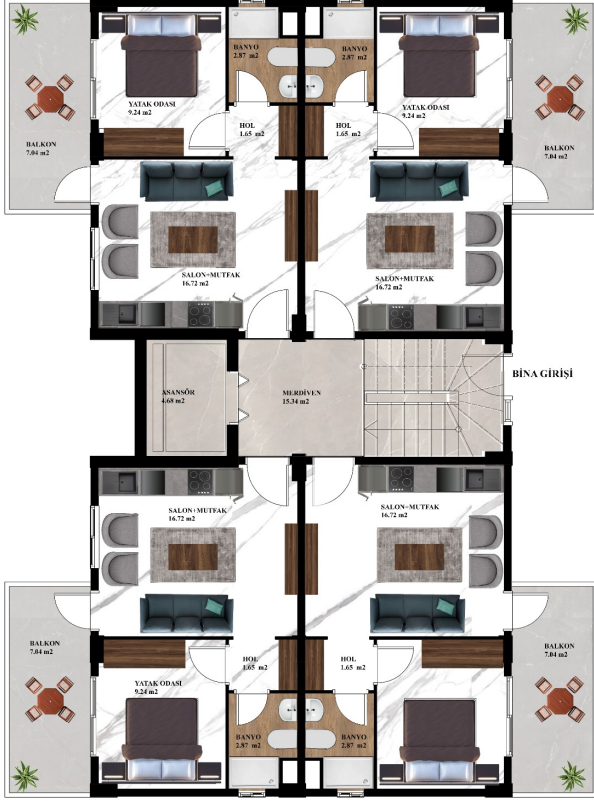 BANYO
2.87 m2
BANYO
2.87 m2
YATAK ODASI
9.24 m2
YATAK ODASI
9.24 m2
HOL
1.65 m2
HOL
1.65 m2
BALKON
7.04 m2
BALKON
7.04 m2
SALON+MUTFAK
16.72 m2
SALON+MUTFAK
16.72 m2
BİNA GİRİŞİ
ASANSÖR
4.68 m2
MERDİVEN
15.34 m2
SALON+MUTFAK
16.72 m2
SALON+MUTFAK
16.72 m2
BALKON
7.04 m2
BALKON
7.04 m2
HOL
1.65 m2
HOL
1.65 m2
YATAK ODASI
9.24 m2
BANYO
2.87 m2
BANYO
2.87 m2